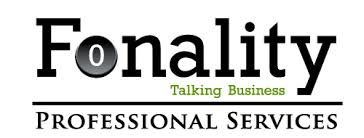 Fonality
Talking Business
PROFESSIONAL SERVICES